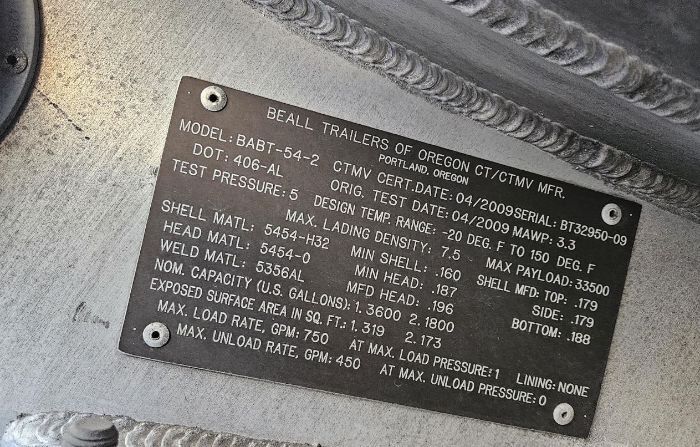 BEALL TRAILERS OF OREGON CT/CTMV MFR.
PORTLAND, OREGON
MODEL: BABT-54-2 CTMV CERT.DATE: 04/2009 SERIAL: BT32950-09
DOT: 406-AL ORIG. TEST DATE: 04/2009 MAWP: 3.3
TEST PRESSURE: 5 DESIGN TEMP. RANGE: -20 DEG. F TO 150 DEG. F
MAX. LADING DENSITY: 7.5 MAX PAYLOAD: 33500
SHELL MATL: 5454-H32 MIN SHELL: .160 SHELL MFD: TOP: .179
HEAD MATL: 5454-0 MIN HEAD: .187 SIDE: .179
WELD MATL: 5356AL MFD HEAD: .196 BOTTOM: .188
NOM. CAPACITY (U.S. GALLONS): 1. 3600 2. 1800
EXPOSED SURFACE AREA IN SQ. FT.: 1. 319 2. 173
MAX. LOAD RATE, GPM: 750 AT MAX. LOAD PRESSURE: 1 LINING: NONE
MAX. UNLOAD RATE, GPM: 450 AT MAX. UNLOAD PRESSURE: 0